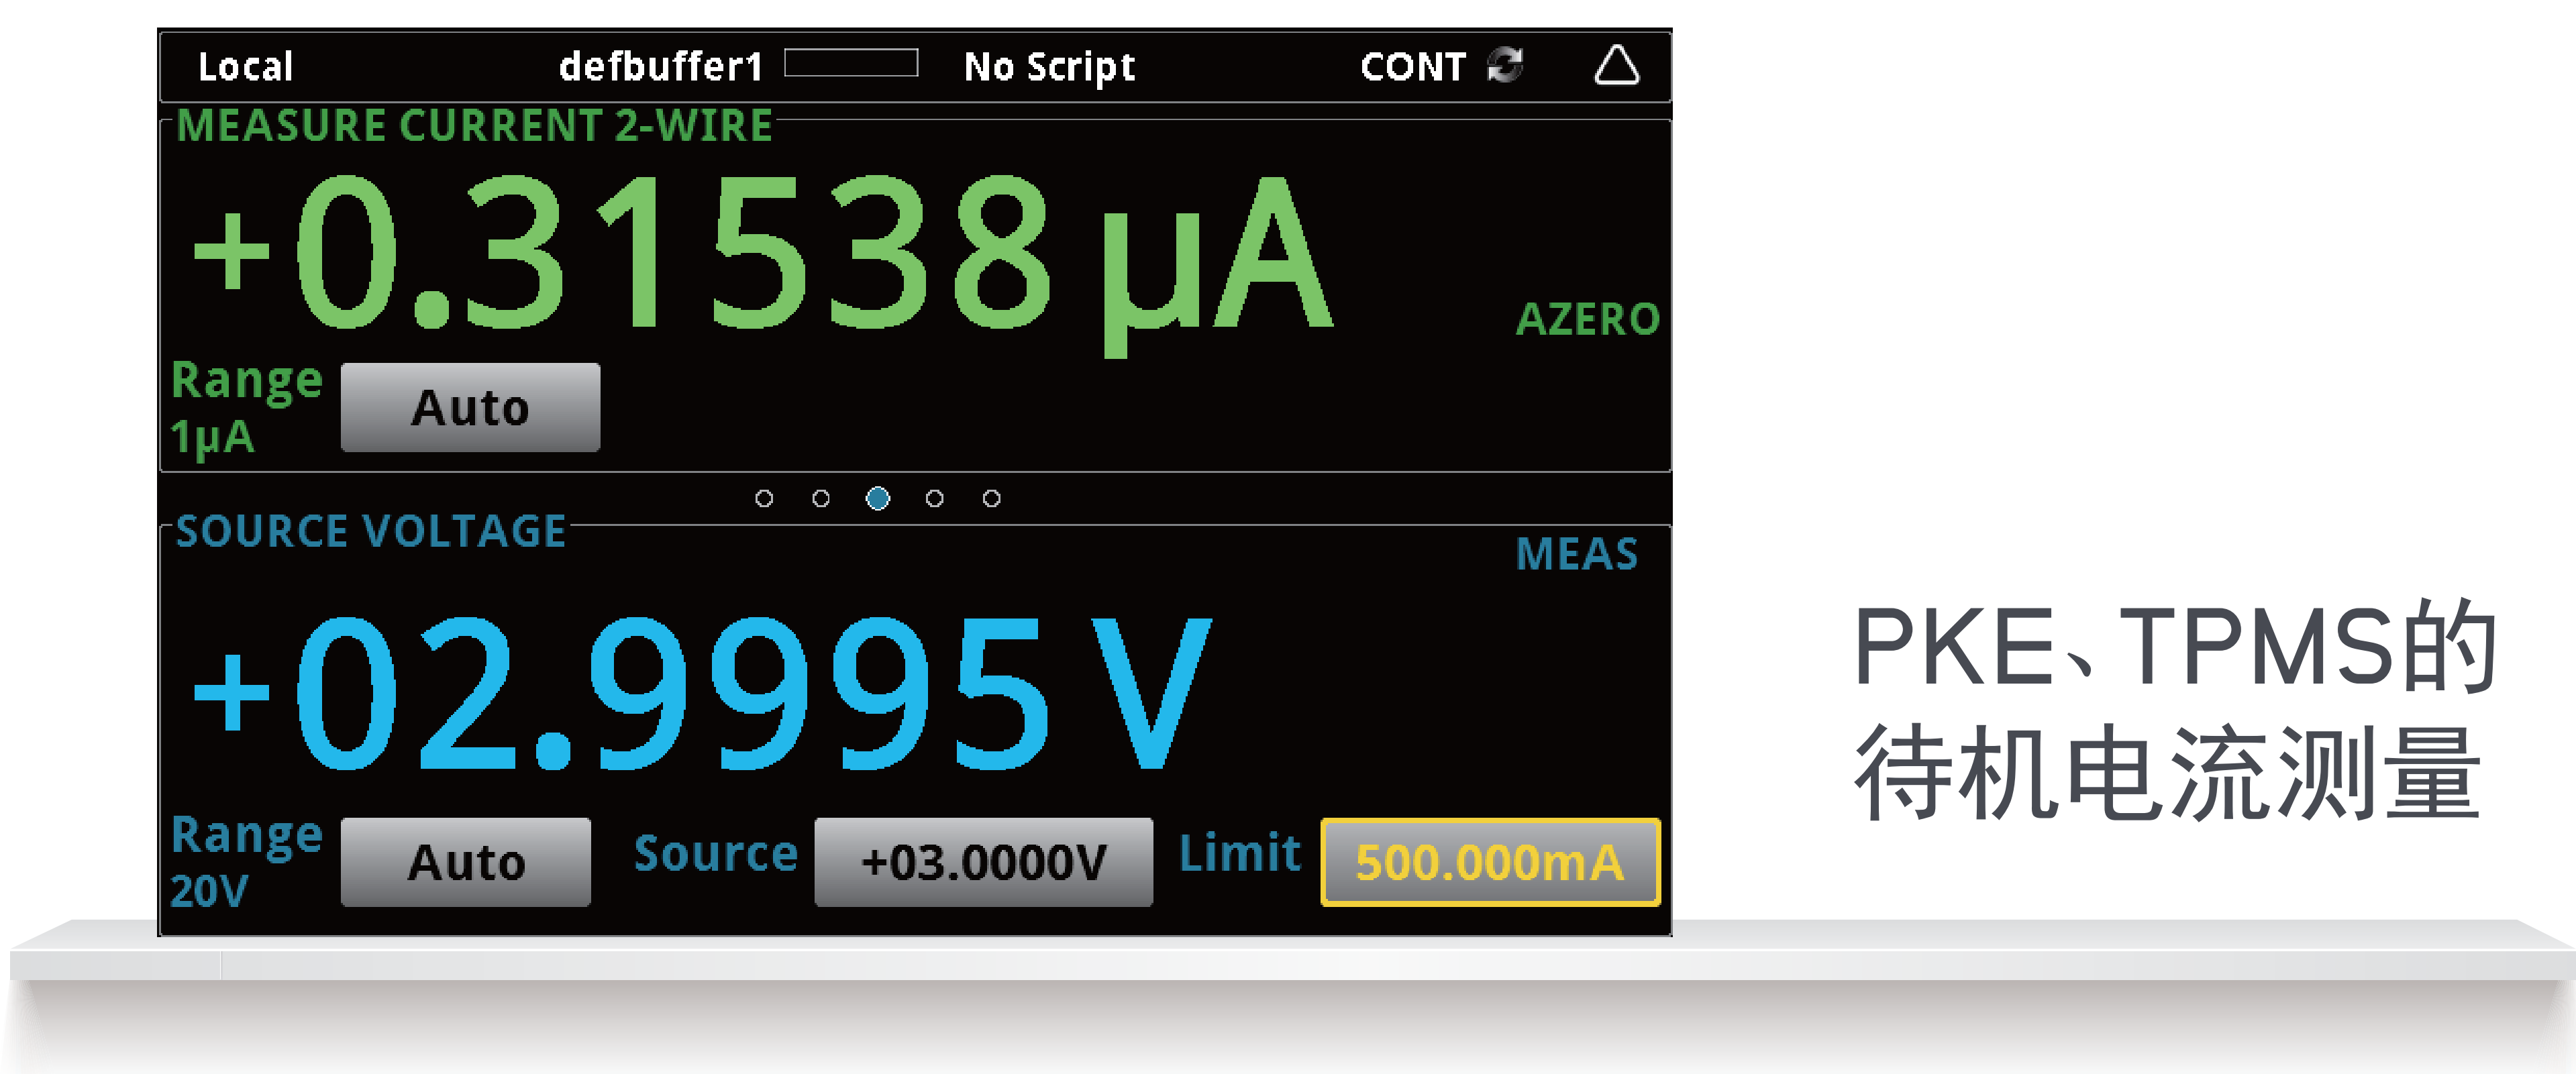 Local defbuffer1 No Script CONT
MEASURE CURRENT 2-WIRE
+0.31538 µA
AZERO
Range Auto
1µA
SOURCE VOLTAGE
MEAS
+02.9995 V
Range Auto Source +03.0000V Limit 500.000mA
20V
PKE、TPMS的
待机电流测量